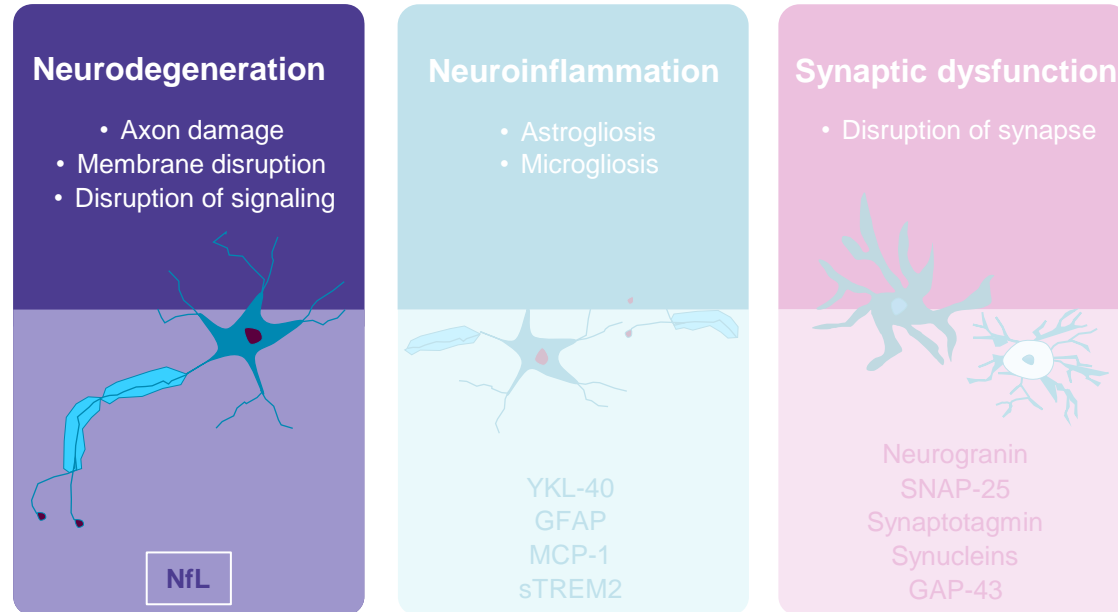 Neurodegeneration
• Axon damage
• Membrane disruption
• Disruption of signaling
NfL
Neuroinflammation
• Astrogliosis
• Microgliosis
YKL-40
GFAP
MCP-1
sTREM2
Synaptic dysfunction
• Disruption of synapse
Neurogranin
SNAP-25
Synaptotagmin
Synucleins
GAP-43